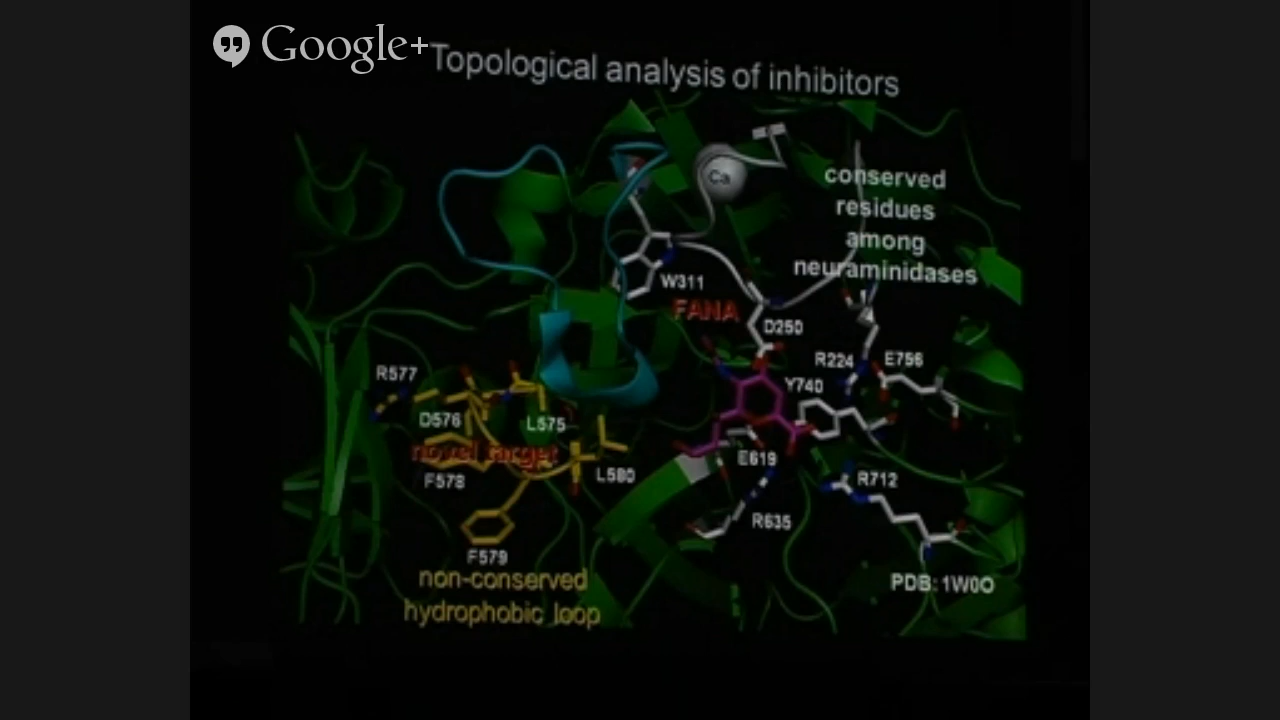 Google+
Topological analysis of inhibitors
Ca
conserved
residues
among
neuraminidases
W311
FANA
D250
R224
E756
Y740
R577
D576
L575
novel target
F578
L580
E619
R712
R635
F579
non-conserved
hydrophobic loop
PDB: 1W0O